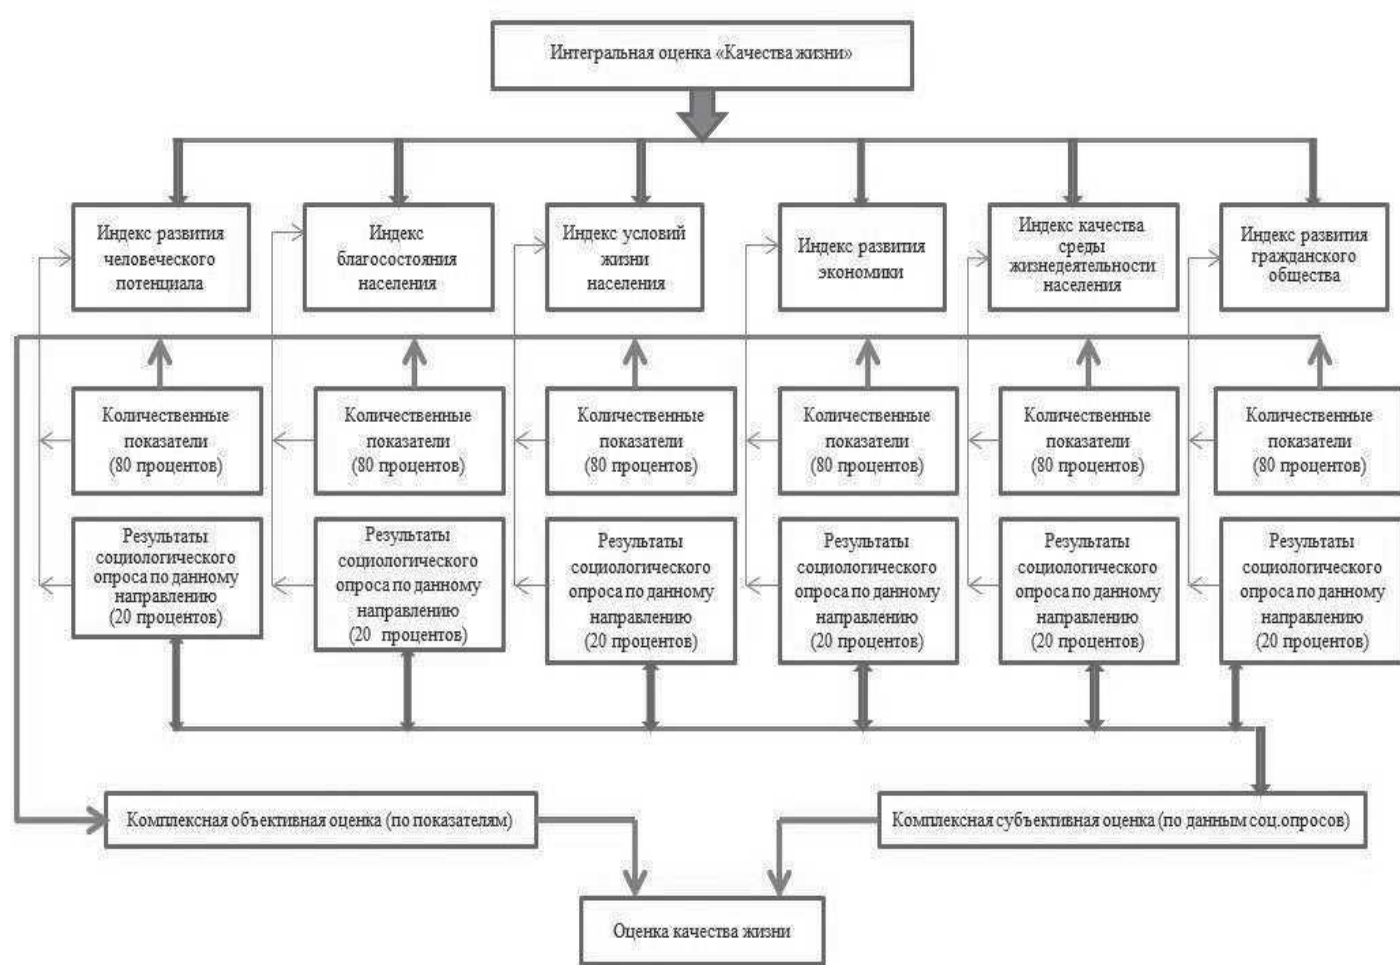 Интегральная оценка «Качества жизни»
Индекс развития
человеческого
потенциала
Индекс
благосостояния
населения
Индекс условий
жизни
населения
Индекс развития
экономики
Индекс качества
среды
жизнедеятельности
населения
Индекс развития
гражданского
общества
Количественные
показатели
(80 процентов)
Количественные
показатели
(80 процентов)
Количественные
показатели
(80 процентов)
Количественные
показатели
(80 процентов)
Количественные
показатели
(80 процентов)
Количественные
показатели
(80 процентов)
Результаты
социологического
опроса по данному
направлению
(20 процентов)
Результаты
социологического
опроса по данному
направлению
(20 процентов)
Результаты
социологического
опроса по данному
направлению
(20 процентов)
Результаты
социологического
опроса по данному
направлению
(20 процентов)
Результаты
социологического
опроса по данному
направлению
(20 процентов)
Результаты
социологического
опроса по данному
направлению
(20 процентов)
Комплексная объективная оценка (по показателям)
Комплексная субъективная оценка (по данным соц.опросов)
Оценка качества жизни